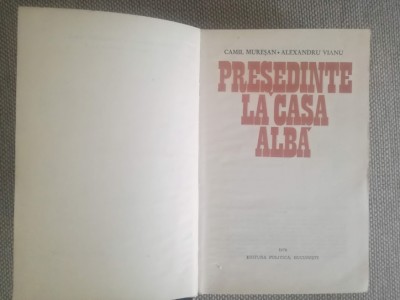 CAMIL MUREȘAN • ALEXANDRU VIANU
PREȘEDINTE
LA CASA
ALBĂ
EDITURA POLITICĂ, BUCUREȘTI